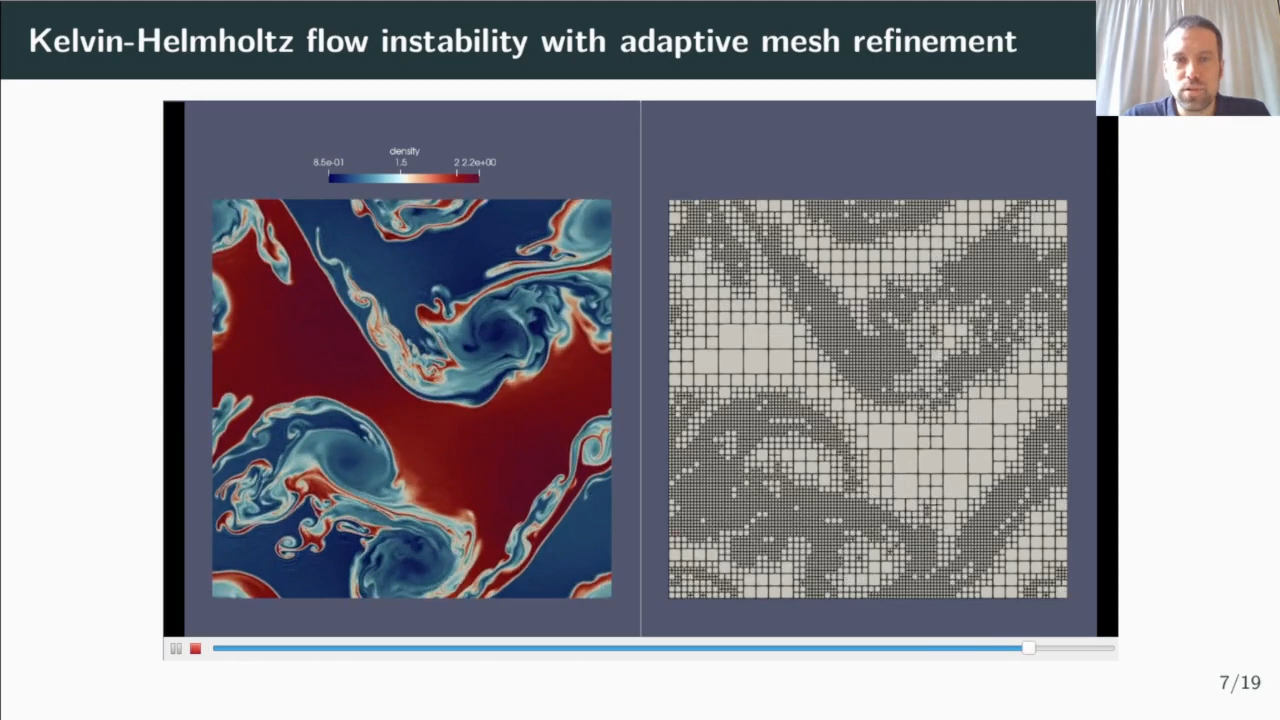 Kelvin-Helmholtz flow instability with adaptive mesh refinement
density
8.5e-01 1.5 2 2.2e+00
7/19